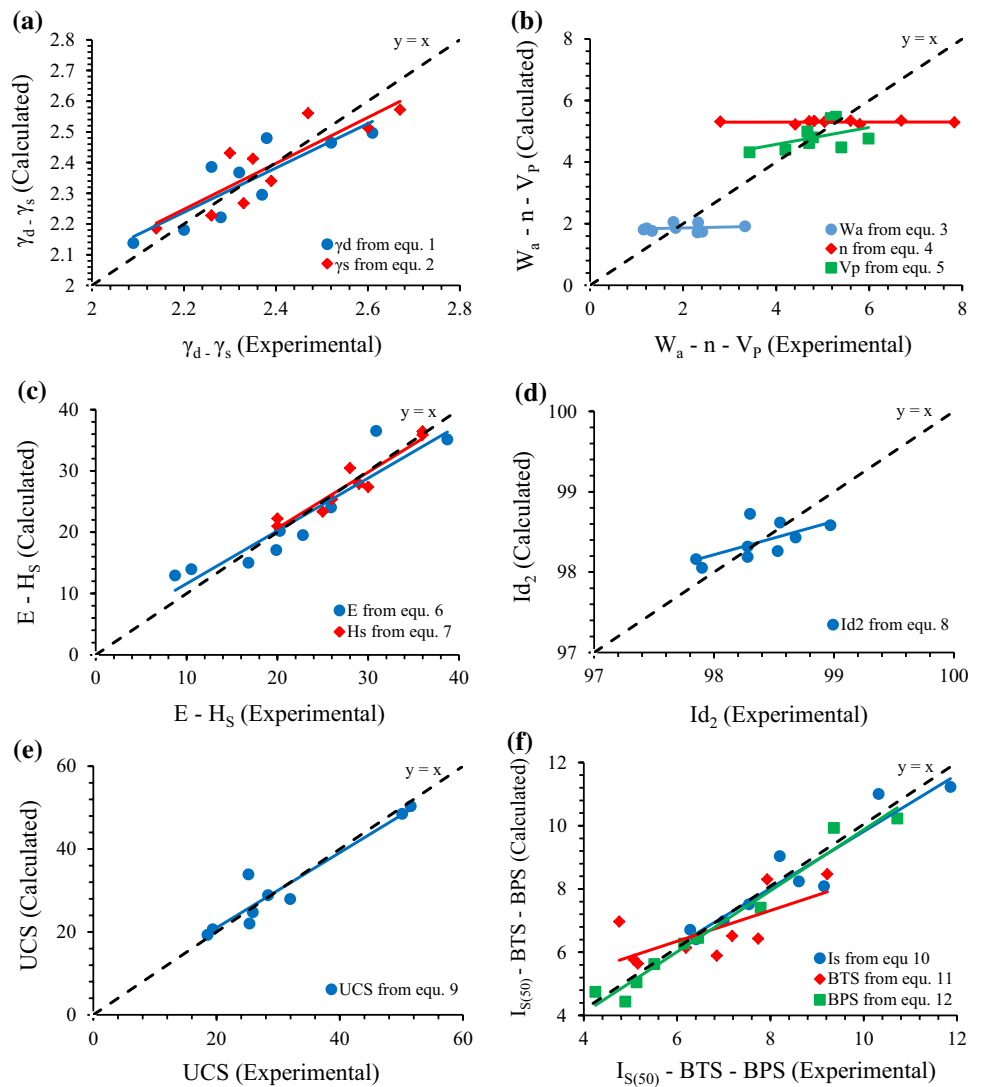 (a)
2.8
2.7
2.6
2.5
2.4
2.3
2.2
2.1
2
γd - γs (Calculated)
y = x
γd from equ. 1
γs from equ. 2
2 2.2 2.4 2.6 2.8
γd - γs (Experimental)
(b)
8
6
4
2
0
Wa - n - VP (Calculated)
y = x
Wa from equ. 3
n from equ. 4
Vp from equ. 5
0 2 4 6 8
Wa - n - VP (Experimental)
(c)
40
30
20
10
0
E - HS (Calculated)
y = x
E from equ. 6
Hs from equ. 7
0 10 20 30 40
E - HS (Experimental)
(d)
100
99
98
97
Id2 (Calculated)
y = x
Id2 from equ. 8
97 98 99 100
Id2 (Experimental)
(e)
60
40
20
0
UCS (Calculated)
y = x
UCS from equ. 9
0 20 40 60
UCS (Experimental)
(f)
12
10
8
6
4
IS(50) - BTS - BPS (Calculated)
y = x
Is from equ 10
BTS from equ. 11
BPS from equ. 12
4 6 8 10 12
IS(50) - BTS - BPS (Experimental)